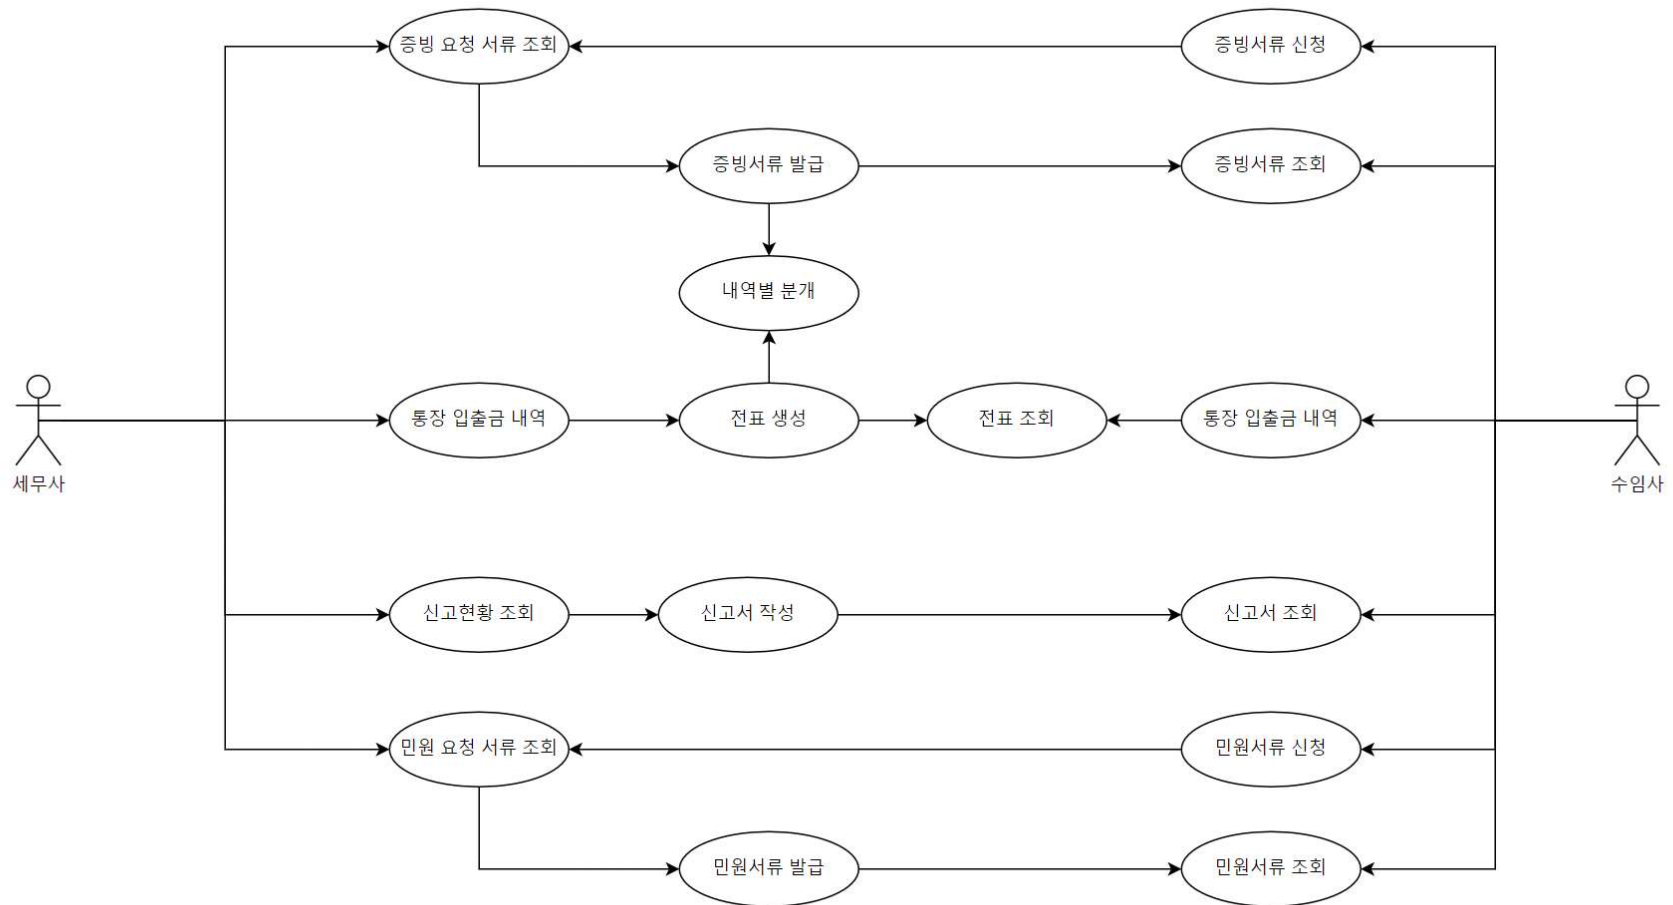 증빙 요청 서류 조회
증빙서류 신청
증빙서류 발급
증빙서류 조회
내역별 분개
통장 입출금 내역
전표 생성
전표 조회
통장 입출금 내역
세무사
수임사
신고현황 조회
신고서 작성
신고서 조회
민원 요청 서류 조회
민원서류 신청
민원서류 발급
민원서류 조회